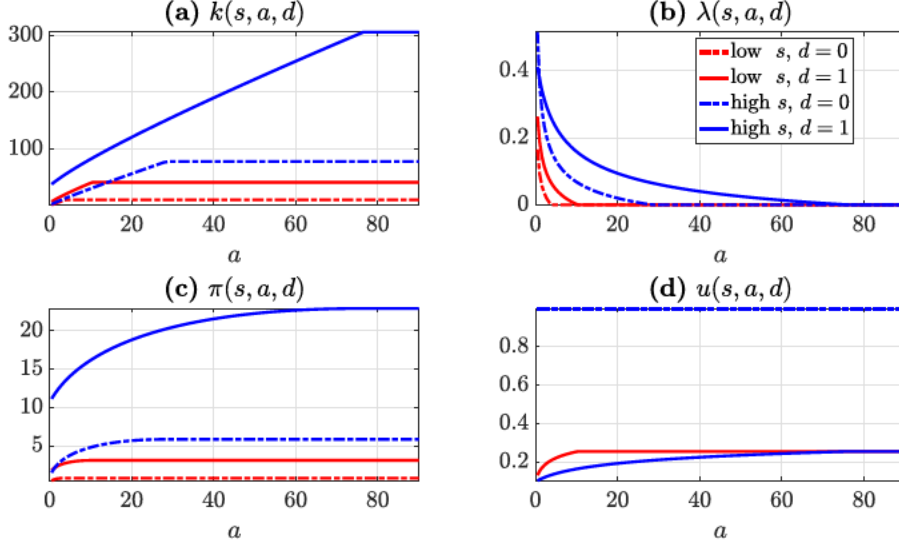 (a) k(s, a, d)
300
200
100
0 20 40 60 80
a
(b) λ(s, a, d)
0.4
0.2
0
0 20 40 60 80
a
low s, d = 0
low s, d = 1
high s, d = 0
high s, d = 1
(c) π(s, a, d)
20
15
10
5
0 20 40 60 80
a
(d) u(s, a, d)
0.8
0.6
0.4
0.2
0 20 40 60 80
a